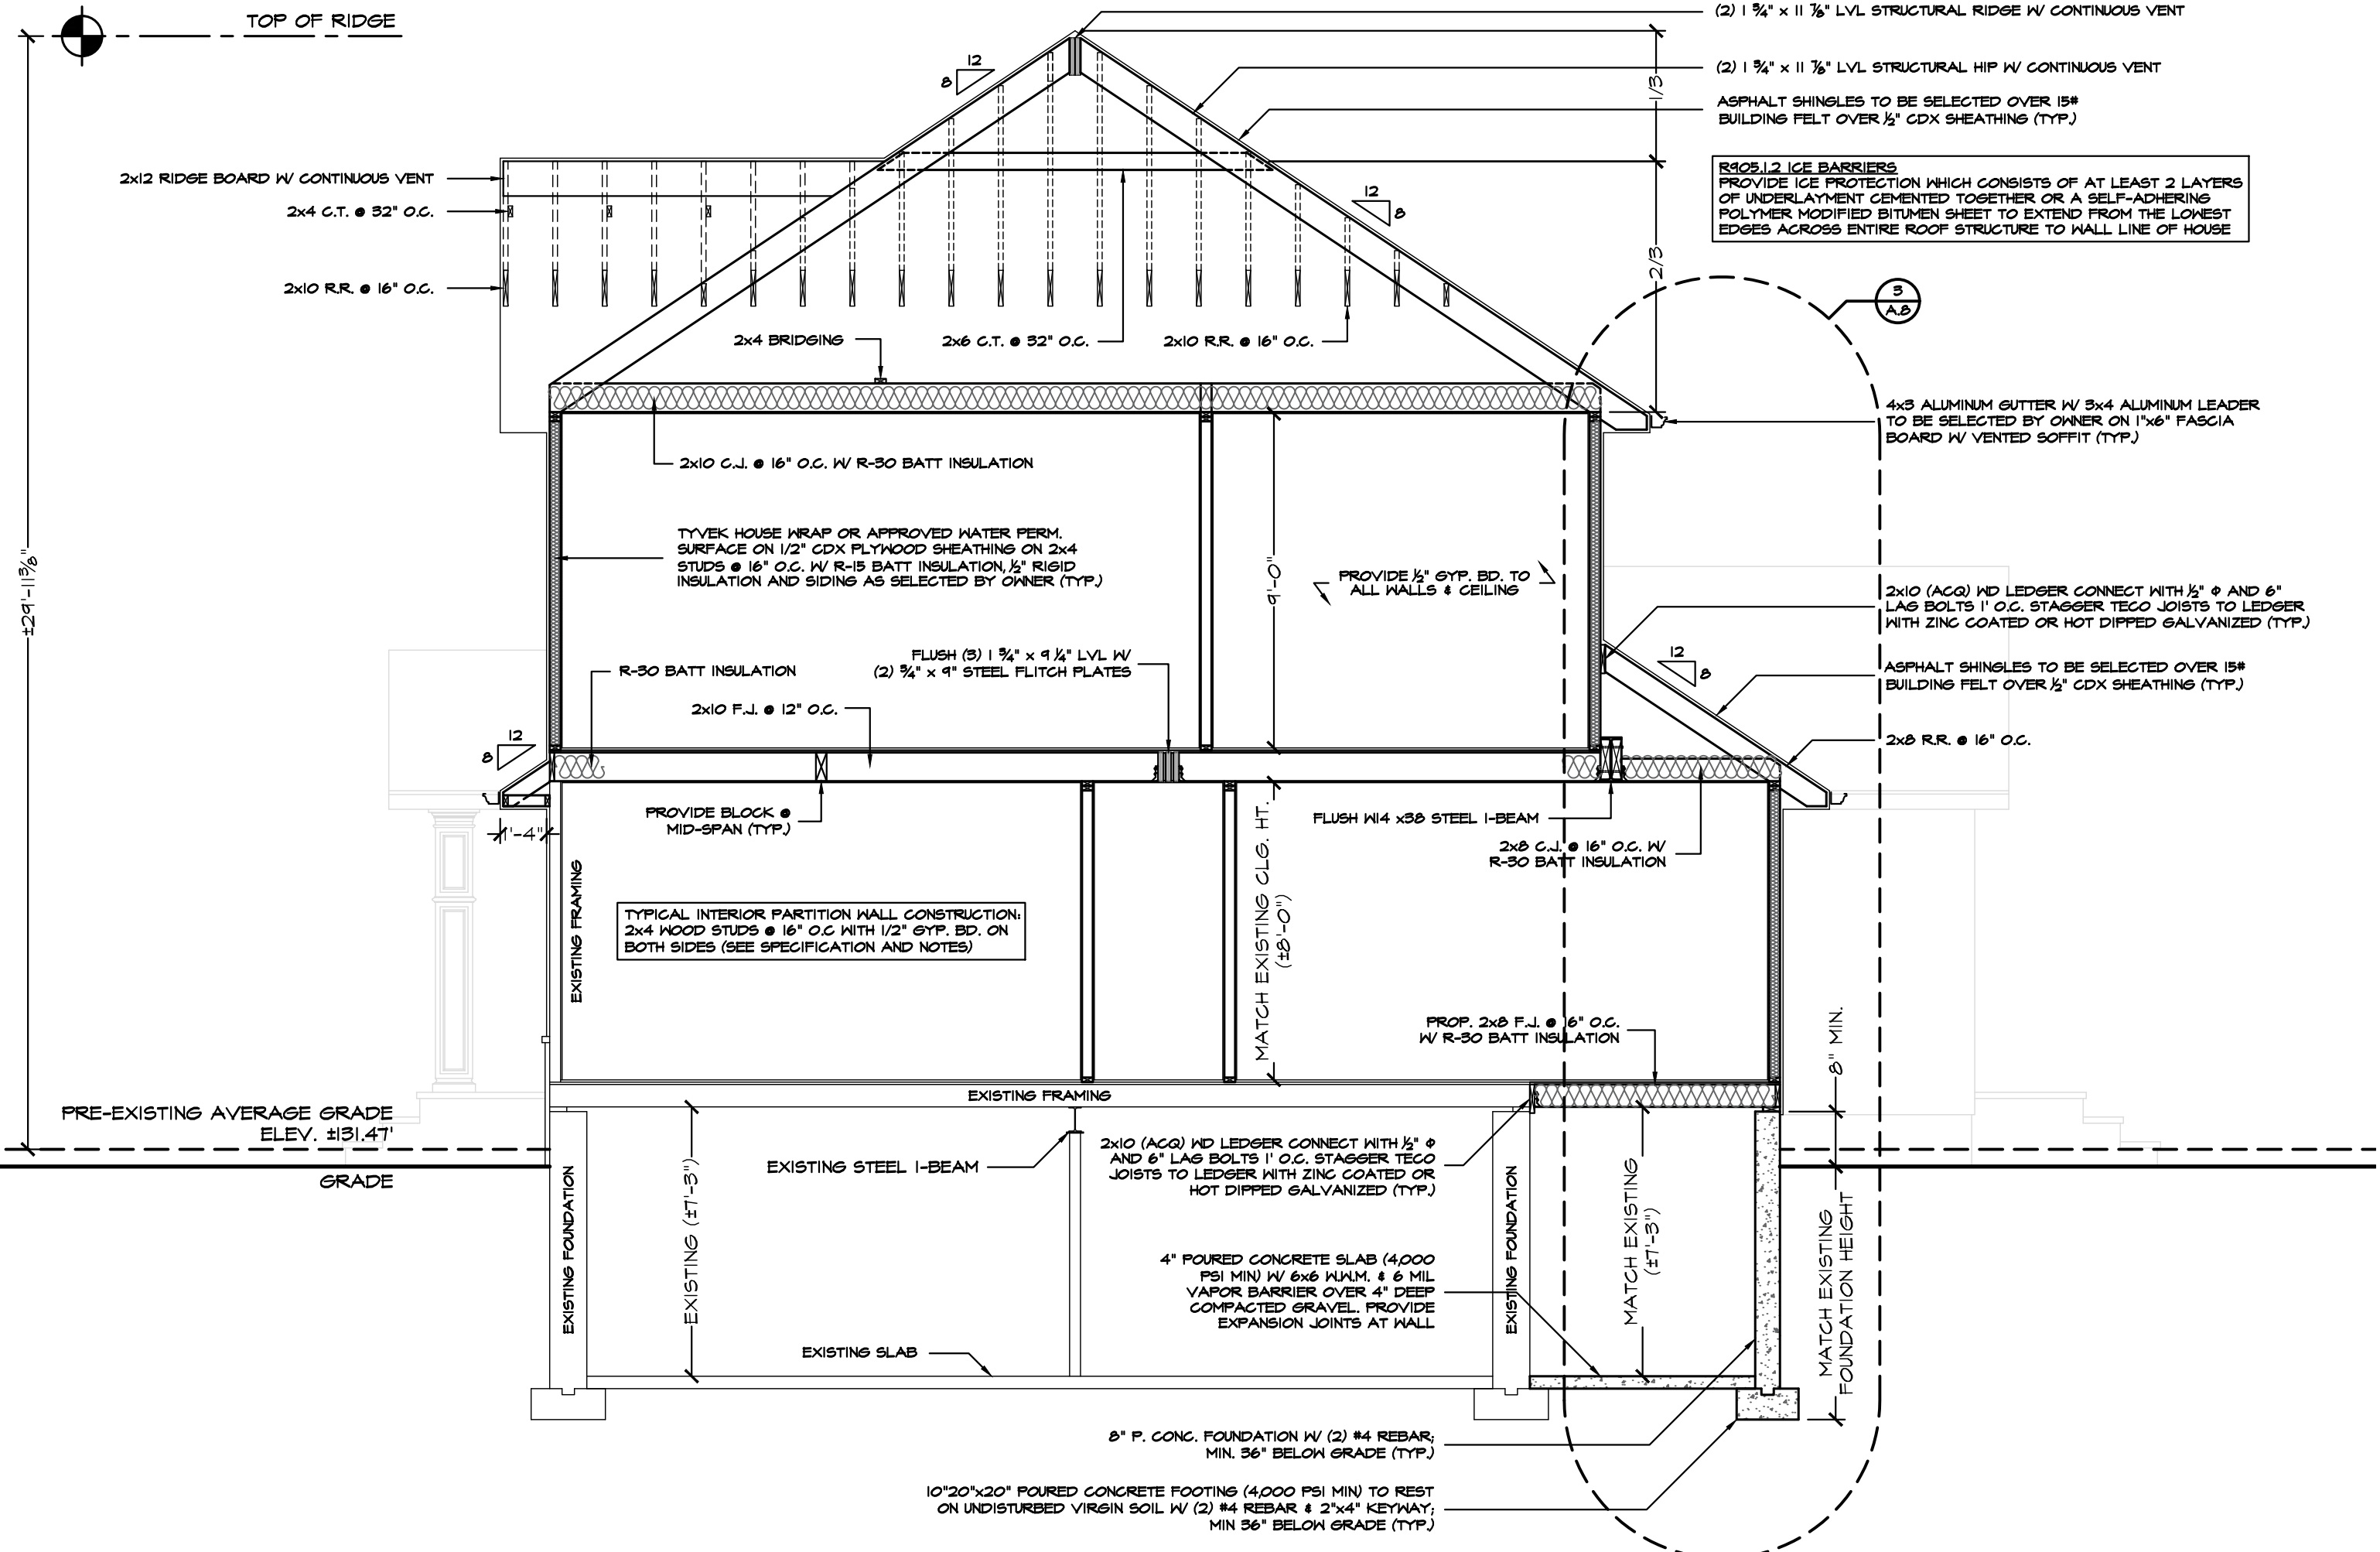 TOP OF RIDGE
(2) 1 3/4" x 11 7/8" LVL STRUCTURAL RIDGE W/ CONTINUOUS VENT
12
8
(2) 1 3/4" x 11 7/8" LVL STRUCTURAL HIP W/ CONTINUOUS VENT
1/3
ASPHALT SHINGLES TO BE SELECTED OVER 15#
BUILDING FELT OVER 1/2" CDX SHEATHING (TYP.)
R905.1.2 ICE BARRIERS
PROVIDE ICE PROTECTION WHICH CONSISTS OF AT LEAST 2 LAYERS
OF UNDERLAYMENT CEMENTED TOGETHER OR A SELF-ADHERING
POLYMER MODIFIED BITUMEN SHEET TO EXTEND FROM THE LOWEST
EDGES ACROSS ENTIRE ROOF STRUCTURE TO WALL LINE OF HOUSE
2x12 RIDGE BOARD W/ CONTINUOUS VENT
2x4 C.T. @ 32" O.C.
12
8
2/3
2x10 R.R. @ 16" O.C.
3
A.8
2x4 BRIDGING
2x6 C.T. @ 32" O.C.
2x10 R.R. @ 16" O.C.
4x3 ALUMINUM GUTTER W/ 3x4 ALUMINUM LEADER
TO BE SELECTED BY OWNER ON 1"x6" FASCIA
BOARD W/ VENTED SOFFIT (TYP.)
2x10 C.J. @ 16" O.C. W/ R-30 BATT INSULATION
±29'-11 3/8"
TYVEK HOUSE WRAP OR APPROVED WATER PERM.
SURFACE ON 1/2" CDX PLYWOOD SHEATHING ON 2x4
STUDS @ 16" O.C. W/ R-15 BATT INSULATION, 1/2" RIGID
INSULATION AND SIDING AS SELECTED BY OWNER (TYP.)
9'-0"
PROVIDE 1/2" GYP. BD. TO
ALL WALLS & CEILING
2x10 (ACQ) WD LEDGER CONNECT WITH 1/2" Φ AND 6"
LAG BOLTS 1' O.C. STAGGER TECO JOISTS TO LEDGER
WITH ZINC COATED OR HOT DIPPED GALVANIZED (TYP.)
R-30 BATT INSULATION
FLUSH (3) 1 3/4" x 9 1/4" LVL W/
(2) 3/4" x 9" STEEL FLITCH PLATES
12
8
ASPHALT SHINGLES TO BE SELECTED OVER 15#
BUILDING FELT OVER 1/2" CDX SHEATHING (TYP.)
2x10 F.J. @ 12" O.C.
12
8
2x8 R.R. @ 16" O.C.
1'-4"
PROVIDE BLOCK @
MID-SPAN (TYP.)
FLUSH W14 x38 STEEL I-BEAM
2x8 C.J. @ 16" O.C. W/
R-30 BATT INSULATION
EXISTING FRAMING
TYPICAL INTERIOR PARTITION WALL CONSTRUCTION:
2x4 WOOD STUDS @ 16" O.C WITH 1/2" GYP. BD. ON
BOTH SIDES (SEE SPECIFICATION AND NOTES)
MATCH EXISTING CLG. HT.
(±8'-0")
PROP. 2x8 F.J. @ 16" O.C.
W/ R-30 BATT INSULATION
8" MIN.
EXISTING FRAMING
PRE-EXISTING AVERAGE GRADE
ELEV. ±131.47'
GRADE
EXISTING FOUNDATION
EXISTING (±7'-3")
EXISTING STEEL I-BEAM
2x10 (ACQ) WD LEDGER CONNECT WITH 1/2" Φ
AND 6" LAG BOLTS 1' O.C. STAGGER TECO
JOISTS TO LEDGER WITH ZINC COATED OR
HOT DIPPED GALVANIZED (TYP.)
EXISTING FOUNDATION
MATCH EXISTING
(±7'-3")
MATCH EXISTING
FOUNDATION HEIGHT
4" POURED CONCRETE SLAB (4,000
PSI MIN) W/ 6x6 W.W.M. & 6 MIL
VAPOR BARRIER OVER 4" DEEP
COMPACTED GRAVEL. PROVIDE
EXPANSION JOINTS AT WALL
EXISTING SLAB
8" P. CONC. FOUNDATION W/ (2) #4 REBAR;
MIN. 36" BELOW GRADE (TYP.)
10"20"x20" POURED CONCRETE FOOTING (4,000 PSI MIN) TO REST
ON UNDISTURBED VIRGIN SOIL W/ (2) #4 REBAR & 2"x4" KEYWAY;
MIN 36" BELOW GRADE (TYP.)